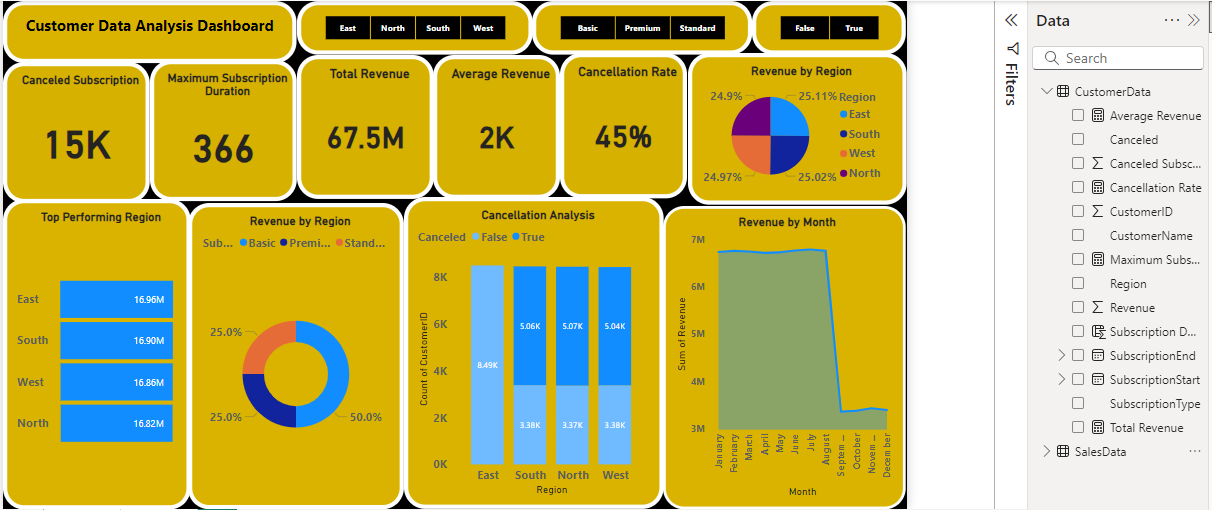 Customer Data Analysis Dashboard
East North South West
Basic Premium Standard
False True
Canceled Subscription
15K
Maximum Subscription
Duration
366
Total Revenue
67.5M
Average Revenue
2K
Cancellation Rate
45%
Revenue by Region
24.9%
25.11%
24.97%
25.02%
Region
East
South
West
North
Top Performing Region
East 16.96M
South 16.90M
West 16.86M
North 16.82M
Revenue by Region
Sub... Basic Premi... Stand...
25.0%
25.0%
50.0%
Cancellation Analysis
Canceled False True
Count of CustomerID
8K
6K
4K
2K
0K
5.06K 5.07K 5.04K
8.49K
3.38K 3.37K 3.38K
East South North West
Region
Revenue by Month
Sum of Revenue
7M
6M
5M
4M
3M
January
February
March
April
May
June
July
August
Septem ...
October
Novem ...
December
Month
Filters
Data
Search
CustomerData
Average Revenue
Canceled
Canceled Subsc...
Cancellation Rate
CustomerID
CustomerName
Maximum Subs...
Region
Revenue
Subscription D...
SubscriptionEnd
SubscriptionStart
SubscriptionType
Total Revenue
SalesData